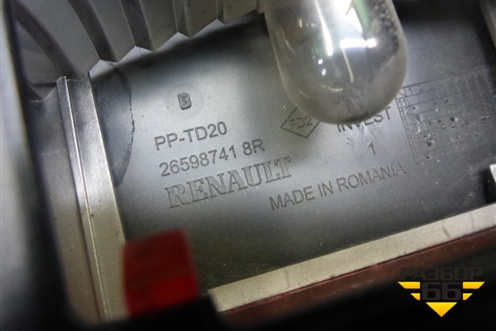 B
PP-TD20
26598741 8R
RENAULT
INVEST
1
MADE IN ROMANIA
РАЗБОР
66